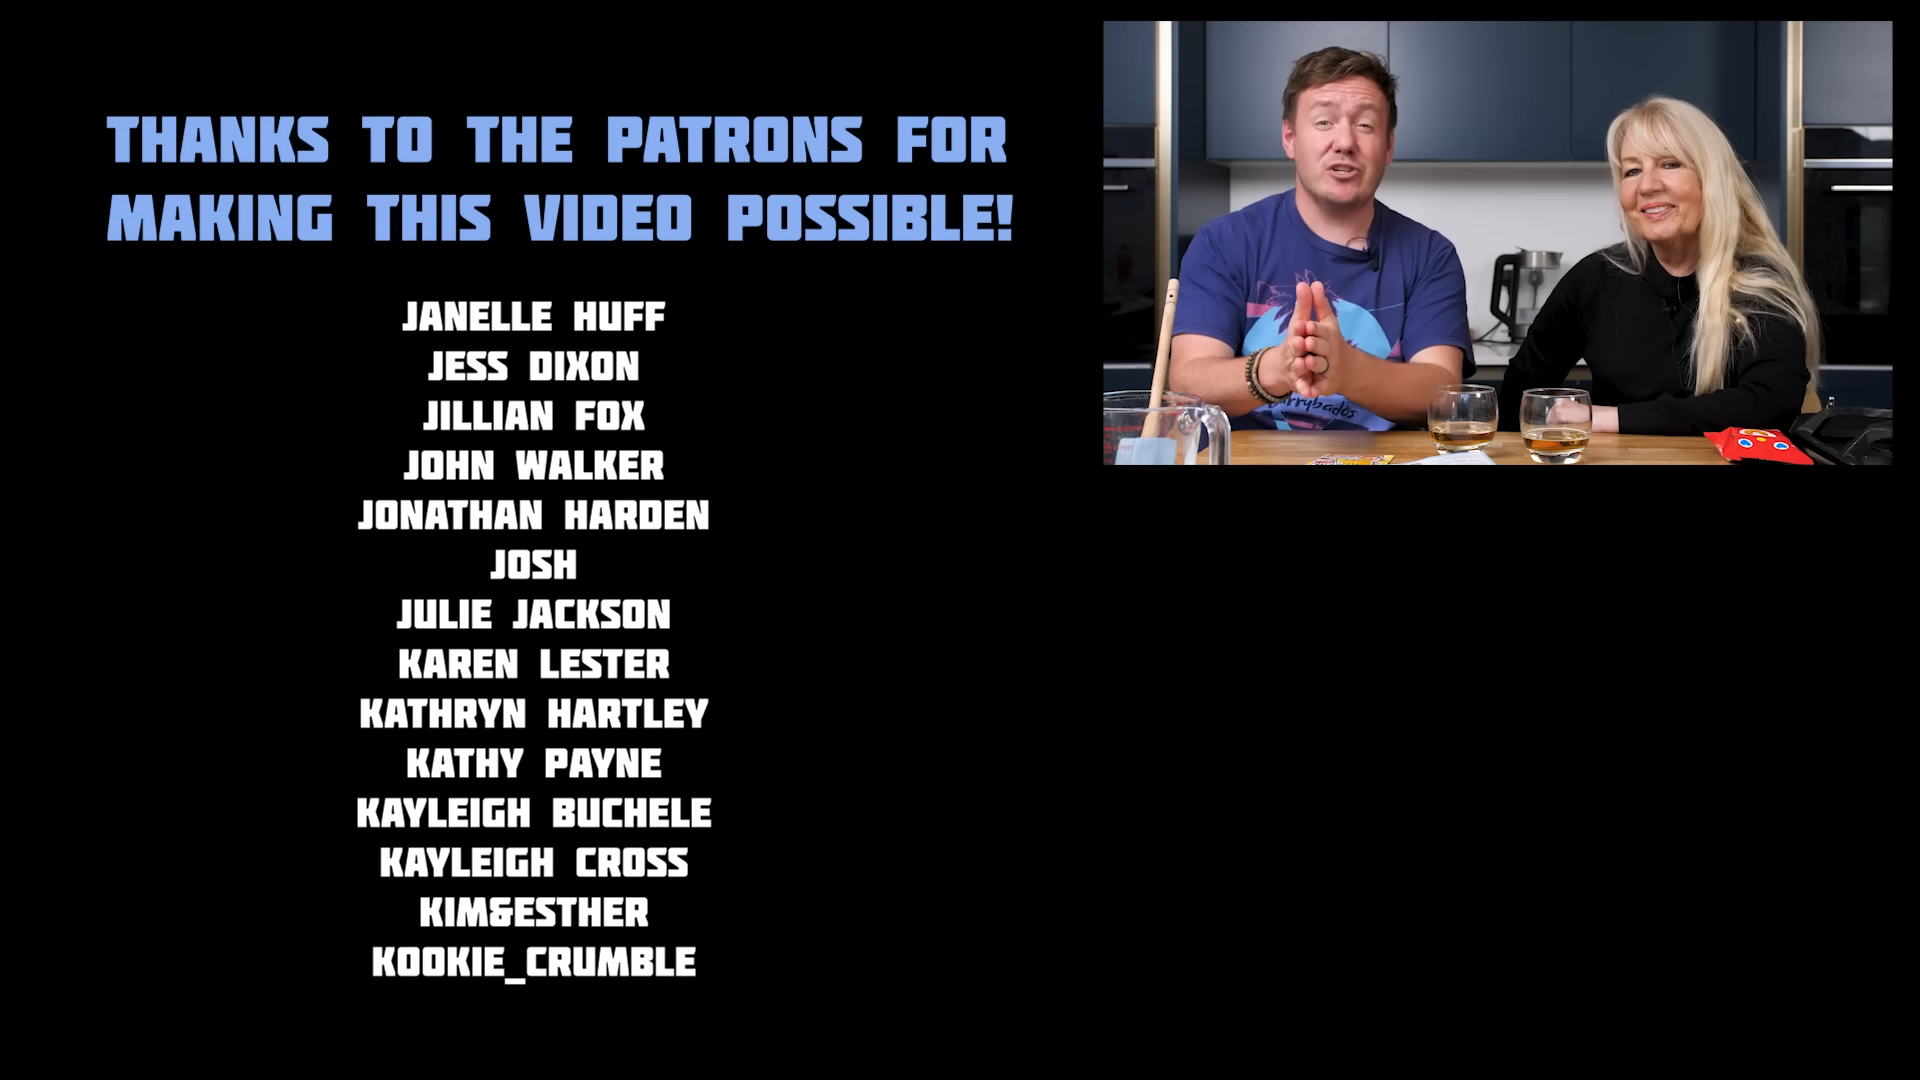 THANKS TO THE PATRONS FOR
MAKING THIS VIDEO POSSIBLE!
JANELLE HUFF
JESS DIXON
JILLIAN FOX
JOHN WALKER
JONATHAN HARDEN
JOSH
JULIE JACKSON
KAREN LESTER
KATHRYN HARTLEY
KATHY PAYNE
KAYLEIGH BUCHELE
KAYLEIGH CROSS
KIM&ESTHER
KOOKIE_CRUMBLE